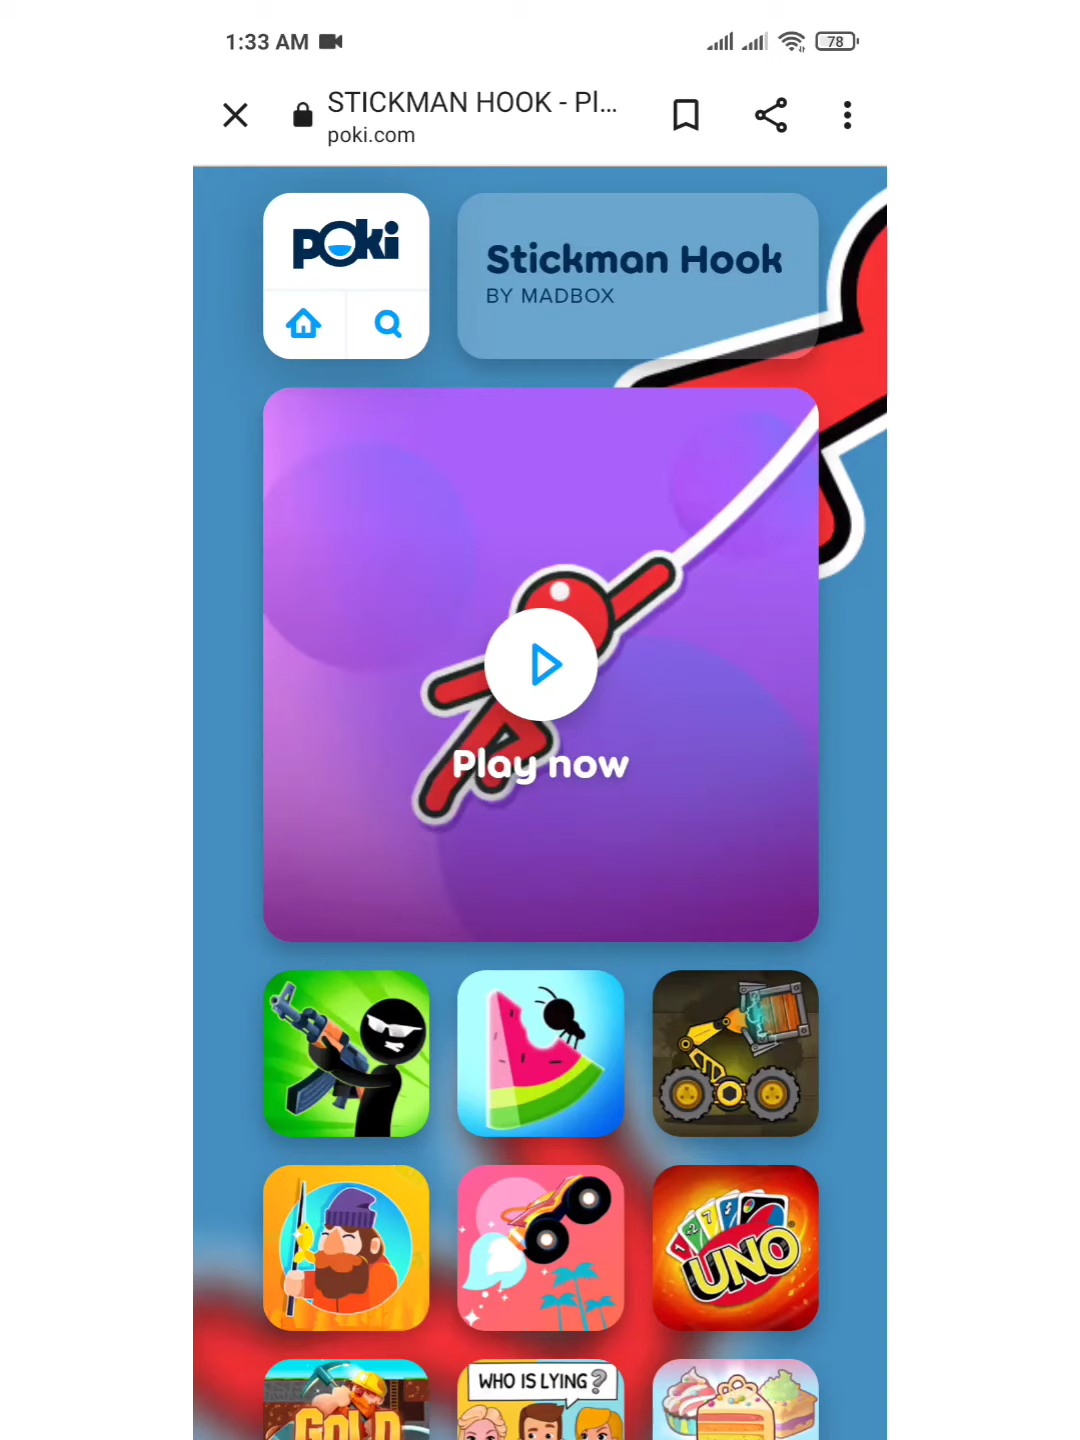 1:33 AM
78
STICKMAN HOOK - Pl...
poki.com
poki
Stickman Hook
BY MADBOX
Play now
UNO
GOLD
WHO IS LYING?